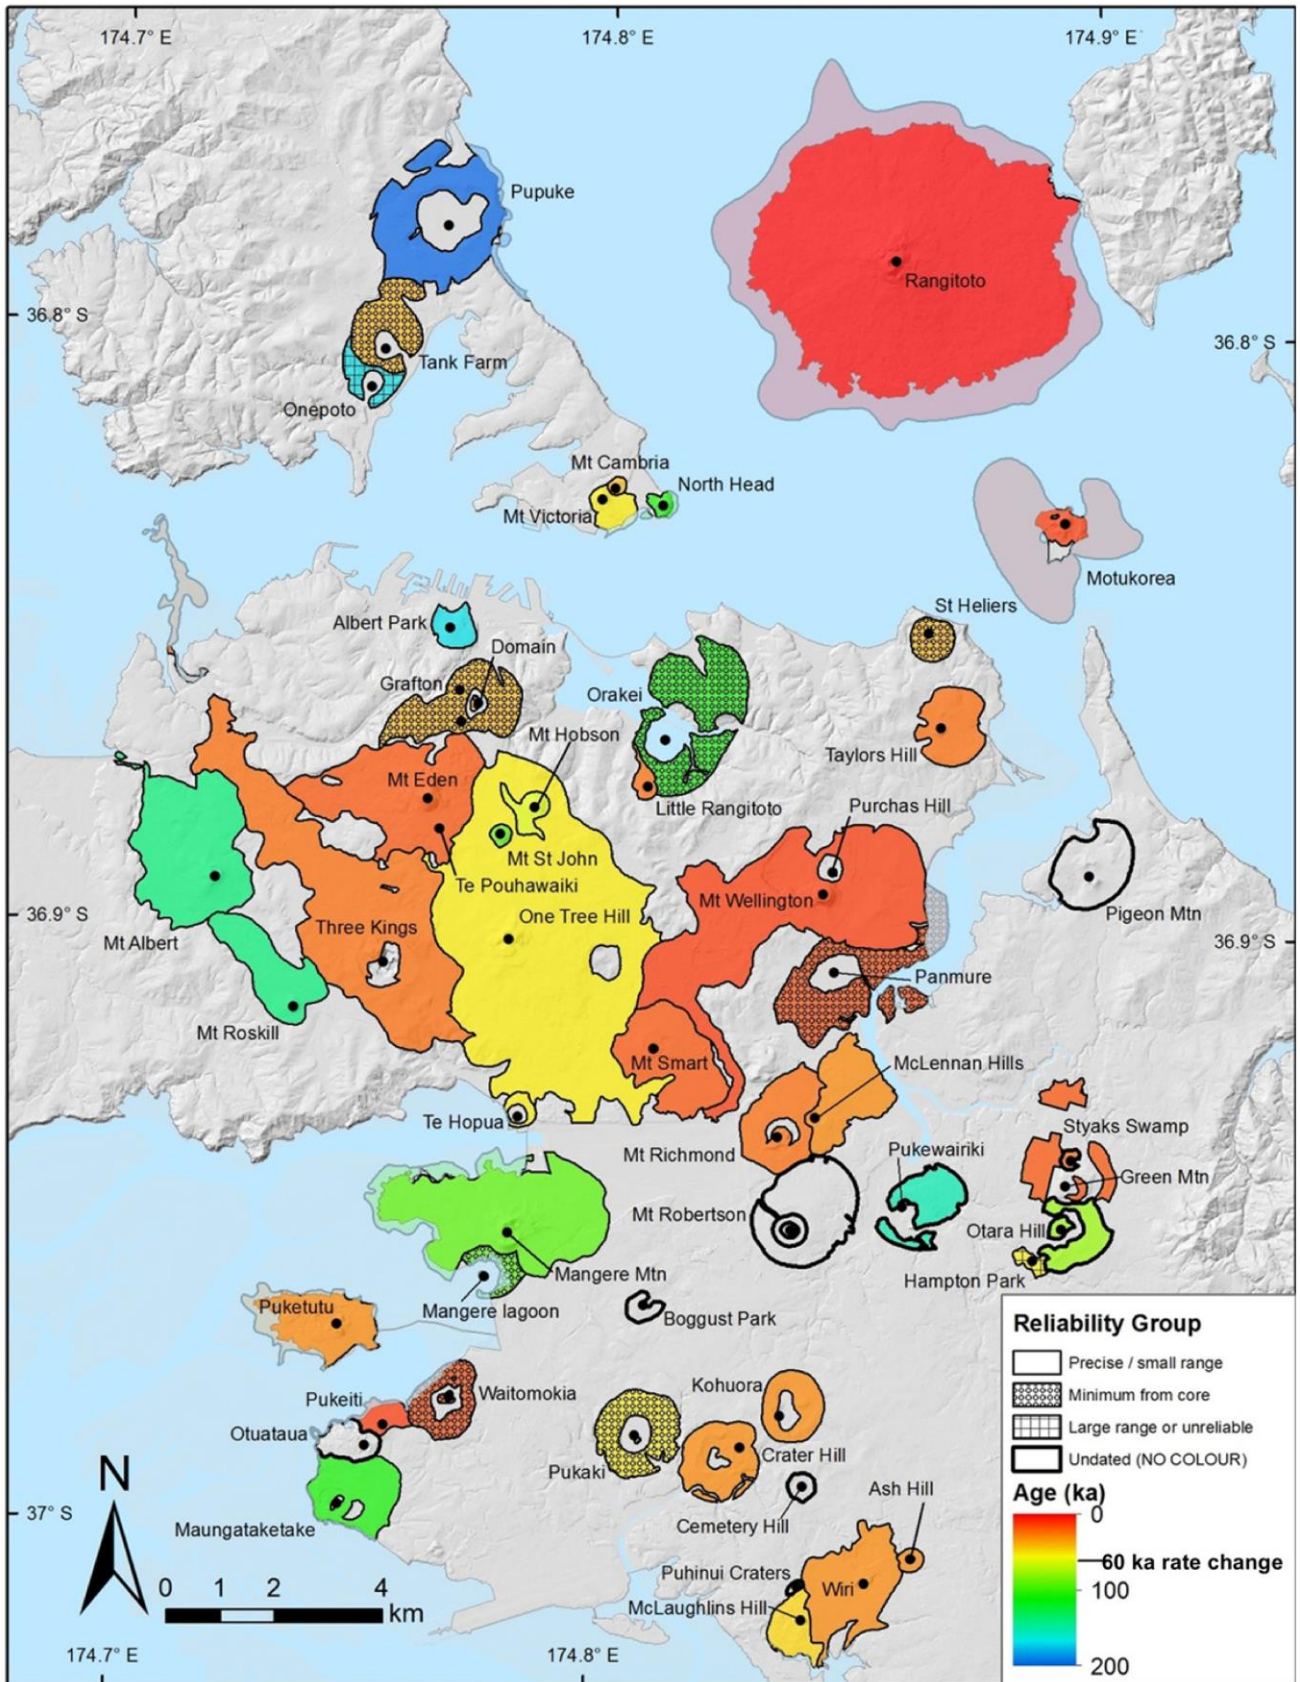 174.7° E
174.8° E
174.9° E
Pupuke
Rangitoto
36.8° S
36.8° S
Tank Farm
Onepoto
Mt Cambria
North Head
Mt Victoria
Motukorea
St Heliers
Albert Park
Domain
Grafton
Orakei
Mt Hobson
Taylors Hill
Mt Eden
Little Rangitoto
Purchas Hill
Mt St John
Te Pouhawaiki
Mt Wellington
Pigeon Mtn
36.9° S
One Tree Hill
Three Kings
Mt Albert
36.9° S
Panmure
Mt Roskill
Mt Smart
McLennan Hills
Te Hopua
Styaks Swamp
Mt Richmond
Pukewairiki
Green Mtn
Mt Robertson
Otara Hill
Mangere Mtn
Hampton Park
Puketutu
Mangere lagoon
Boggust Park
Reliability Group
Precise / small range
Minimum from core
Large range or unreliable
Undated (NO COLOUR)
Kohuora
Pukeiti
Waitomokia
Otuataua
Crater Hill
Pukaki
N
Ash Hill
37° S
Maungataketake
Cemetery Hill
Age (ka)
0
60 ka rate change
100
200
Puhinui Craters
Wiri
0 1 2 4
km
McLaughlins Hill
174.7° E
174.8° E